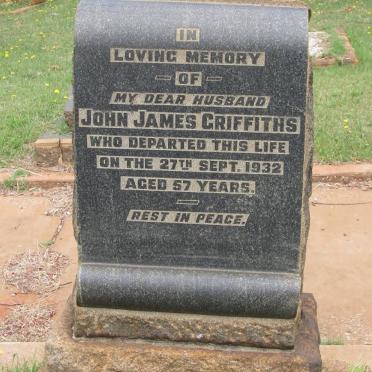 IN
LOVING MEMORY
OF
MY DEAR HUSBAND
JOHN JAMES GRIFFITHS
WHO DEPARTED THIS LIFE
ON THE 27TH SEPT. 1932
AGED 57 YEARS.
REST IN PEACE.